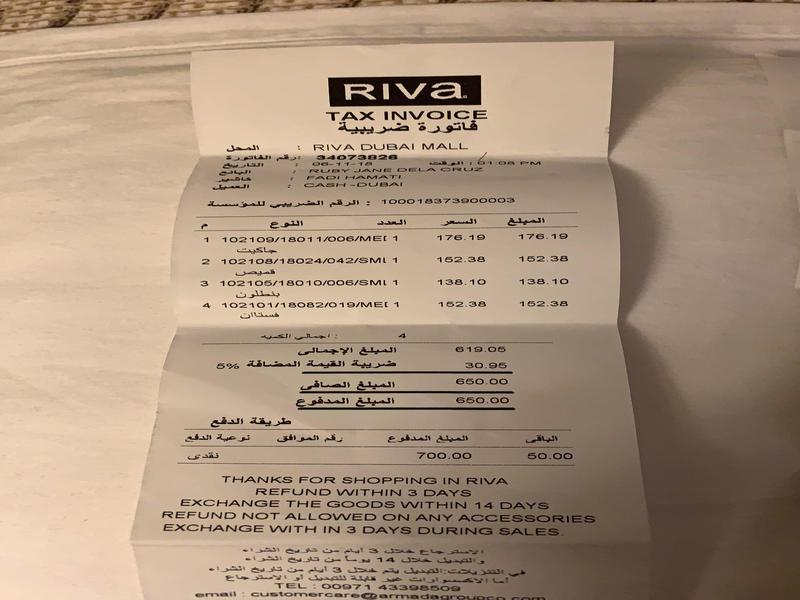 RIVA
TAX INVOICE
فاتورة ضريبية
المحل : RIVA DUBAI MALL
رقم الفاتورة: 34073826
التاريخ : 06-11-18 الوقت : 01:08 PM
البائع : RUBY JANE DELA CRUZ
كاشير : FADI HAMATI
العميل : CASH -DUBAI
الرقم الضريبي للمؤسسة : 100018373900003
م النوع العدد السعر المبلغ
1 102109/18011/006/MEI 1 176.19 176.19
جاكيت
2 102108/18024/042/SMI 1 152.38 152.38
قميص
3 102105/18010/006/SMI 1 138.10 138.10
بنطلون
4 102101/18082/019/MEI 1 152.38 152.38
فستاان
اجمالي الكميه : 4
المبلغ الإجمالى 619.05
ضريبة القيمة المضافة 5% 30.95
المبلغ الصافي 650.00
المبلغ المدفوع 650.00
طريقة الدفع
نوعية الدفع رقم الموافق المبلغ المدفوع الباقى
نقدي 700.00 50.00
THANKS FOR SHOPPING IN RIVA
REFUND WITHIN 3 DAYS
EXCHANGE THE GOODS WITHIN 14 DAYS
REFUND NOT ALLOWED ON ANY ACCESSORIES
EXCHANGE WITH IN 3 DAYS DURING SALES.
الاسترجاع خلال 3 أيام من تاريخ الشراء
والتبديل خلال 14 يوماً من تاريخ الشراء
في التنزيلات:التبديل يتم خلال 3 أيام من تاريخ الشراء
أما الاكسسوارات غير قابلة للتبديل أو الاسترجاع
TEL : 00971 43398509
email : customercare@armadagroupco.com